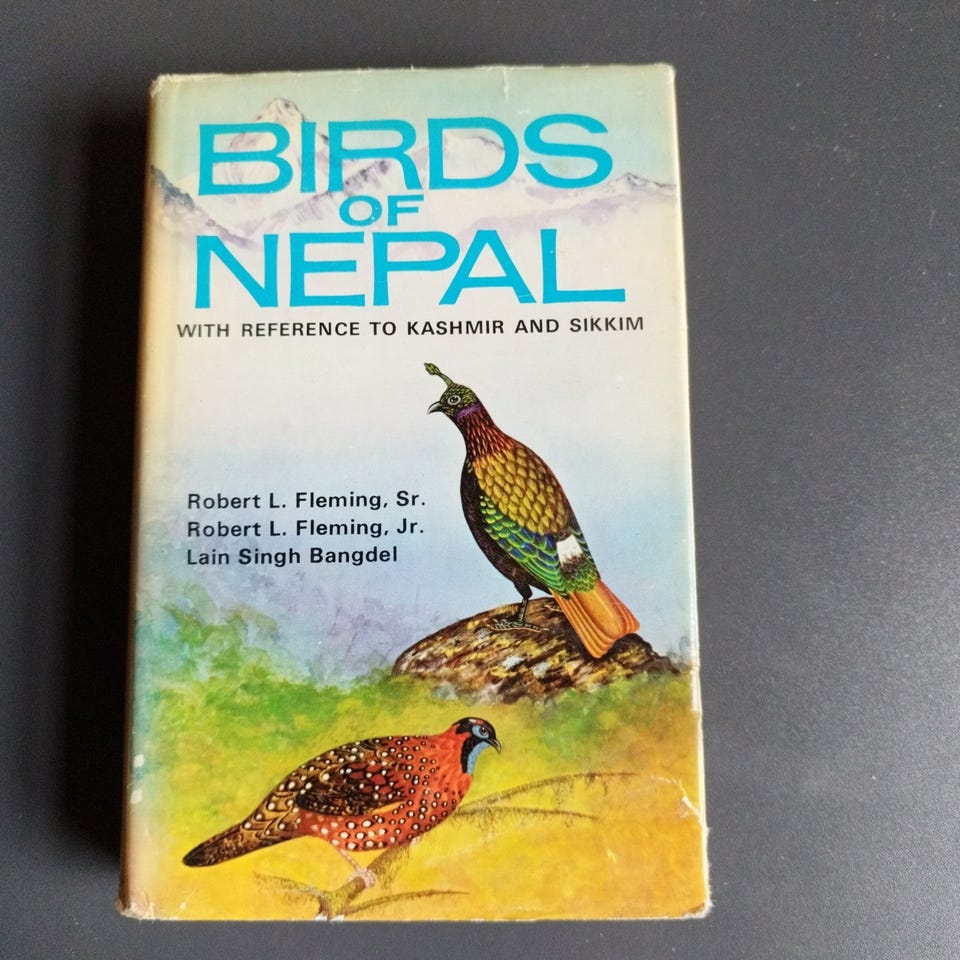 BIRDS
OF
NEPAL
WITH REFERENCE TO KASHMIR AND SIKKIM
Robert L. Fleming, Sr.
Robert L. Fleming, Jr.
Lain Singh Bangdel